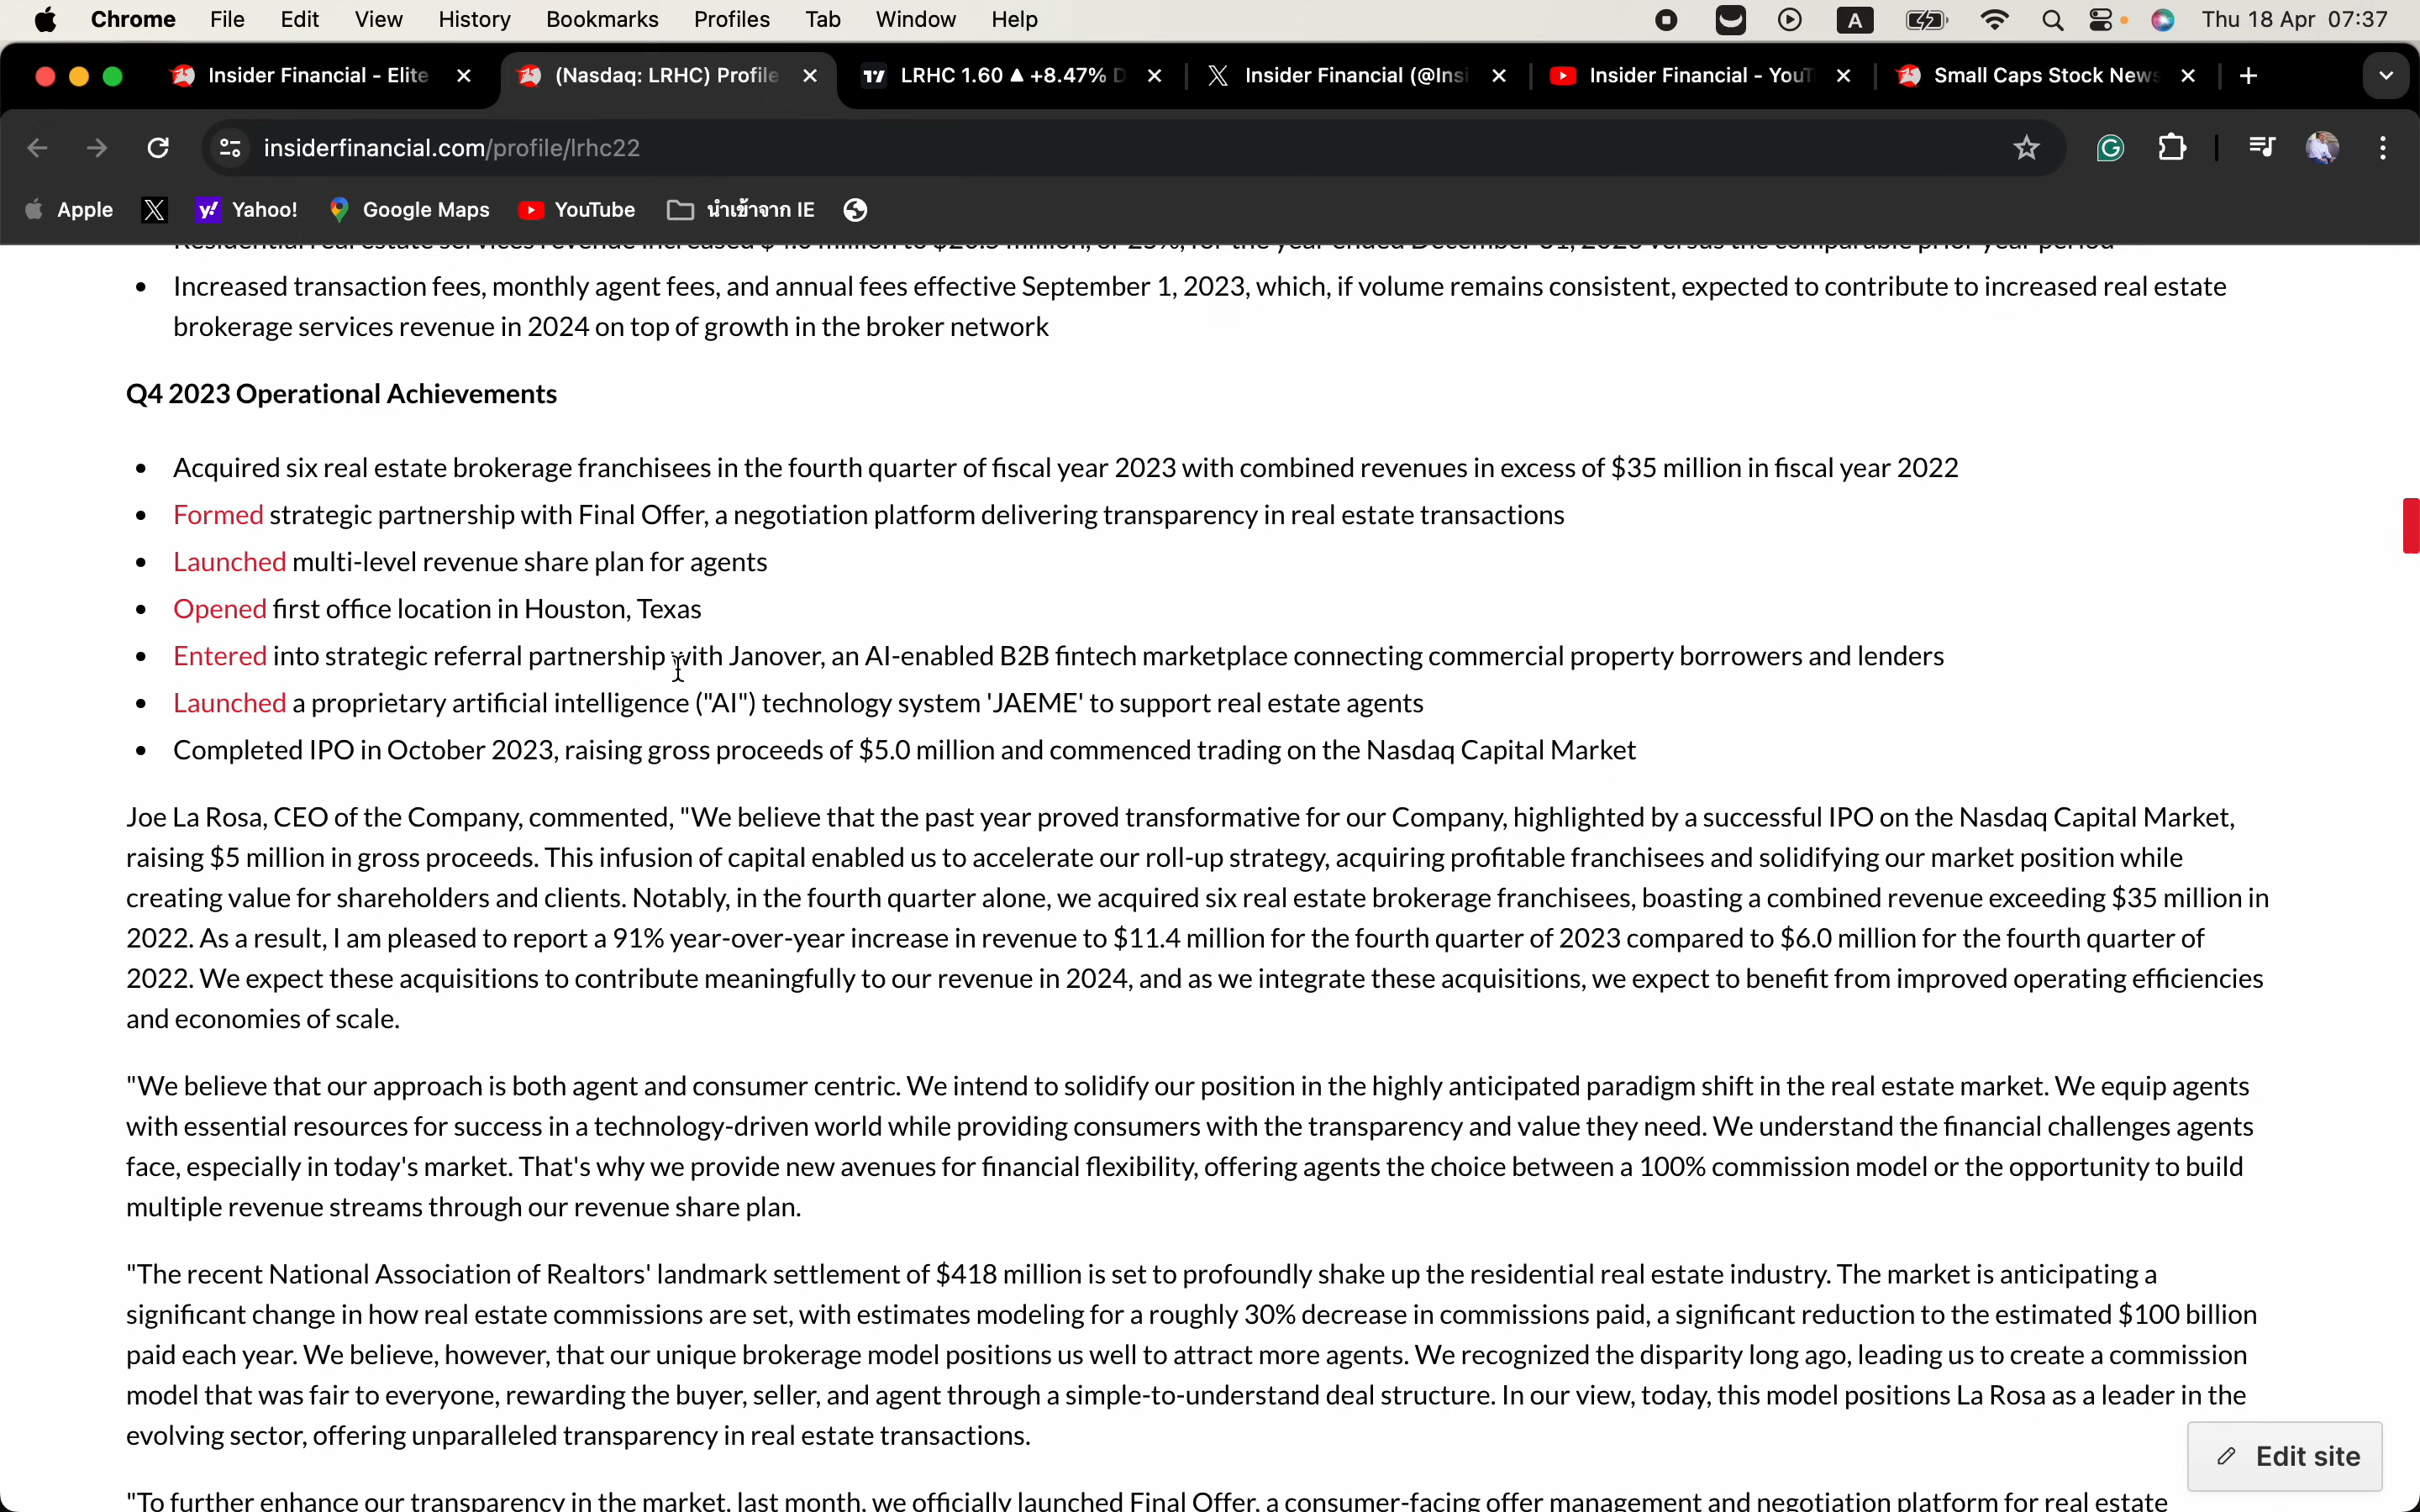 Chrome File Edit View History Bookmarks Profiles Tab Window Help A Thu 18 Apr 07:37
Insider Financial - Elite (Nasdaq: LRHC) Profile LRHC 1.60 ▲ +8.47% Insider Financial (@Insi Insider Financial - YouT Small Caps Stock News
insiderfinancial.com/profile/lrhc22
Apple Yahoo! Google Maps YouTube นำเข้าจาก IE
Increased transaction fees, monthly agent fees, and annual fees effective September 1, 2023, which, if volume remains consistent, expected to contribute to increased real estate
brokerage services revenue in 2024 on top of growth in the broker network
Q4 2023 Operational Achievements
Acquired six real estate brokerage franchisees in the fourth quarter of fiscal year 2023 with combined revenues in excess of $35 million in fiscal year 2022
Formed strategic partnership with Final Offer, a negotiation platform delivering transparency in real estate transactions
Launched multi-level revenue share plan for agents
Opened first office location in Houston, Texas
Entered into strategic referral partnership with Janover, an AI-enabled B2B fintech marketplace connecting commercial property borrowers and lenders
Launched a proprietary artificial intelligence ("AI") technology system 'JAEME' to support real estate agents
Completed IPO in October 2023, raising gross proceeds of $5.0 million and commenced trading on the Nasdaq Capital Market
Joe La Rosa, CEO of the Company, commented, "We believe that the past year proved transformative for our Company, highlighted by a successful IPO on the Nasdaq Capital Market,
raising $5 million in gross proceeds. This infusion of capital enabled us to accelerate our roll-up strategy, acquiring profitable franchisees and solidifying our market position while
creating value for shareholders and clients. Notably, in the fourth quarter alone, we acquired six real estate brokerage franchisees, boasting a combined revenue exceeding $35 million in
2022. As a result, I am pleased to report a 91% year-over-year increase in revenue to $11.4 million for the fourth quarter of 2023 compared to $6.0 million for the fourth quarter of
2022. We expect these acquisitions to contribute meaningfully to our revenue in 2024, and as we integrate these acquisitions, we expect to benefit from improved operating efficiencies
and economies of scale.
"We believe that our approach is both agent and consumer centric. We intend to solidify our position in the highly anticipated paradigm shift in the real estate market. We equip agents
with essential resources for success in a technology-driven world while providing consumers with the transparency and value they need. We understand the financial challenges agents
face, especially in today's market. That's why we provide new avenues for financial flexibility, offering agents the choice between a 100% commission model or the opportunity to build
multiple revenue streams through our revenue share plan.
"The recent National Association of Realtors' landmark settlement of $418 million is set to profoundly shake up the residential real estate industry. The market is anticipating a
significant change in how real estate commissions are set, with estimates modeling for a roughly 30% decrease in commissions paid, a significant reduction to the estimated $100 billion
paid each year. We believe, however, that our unique brokerage model positions us well to attract more agents. We recognized the disparity long ago, leading us to create a commission
model that was fair to everyone, rewarding the buyer, seller, and agent through a simple-to-understand deal structure. In our view, today, this model positions La Rosa as a leader in the
evolving sector, offering unparalleled transparency in real estate transactions.
Edit site
"To further enhance our transparency in the market, last month, we officially launched Final Offer, a consumer-facing offer management and negotiation platform for real estate